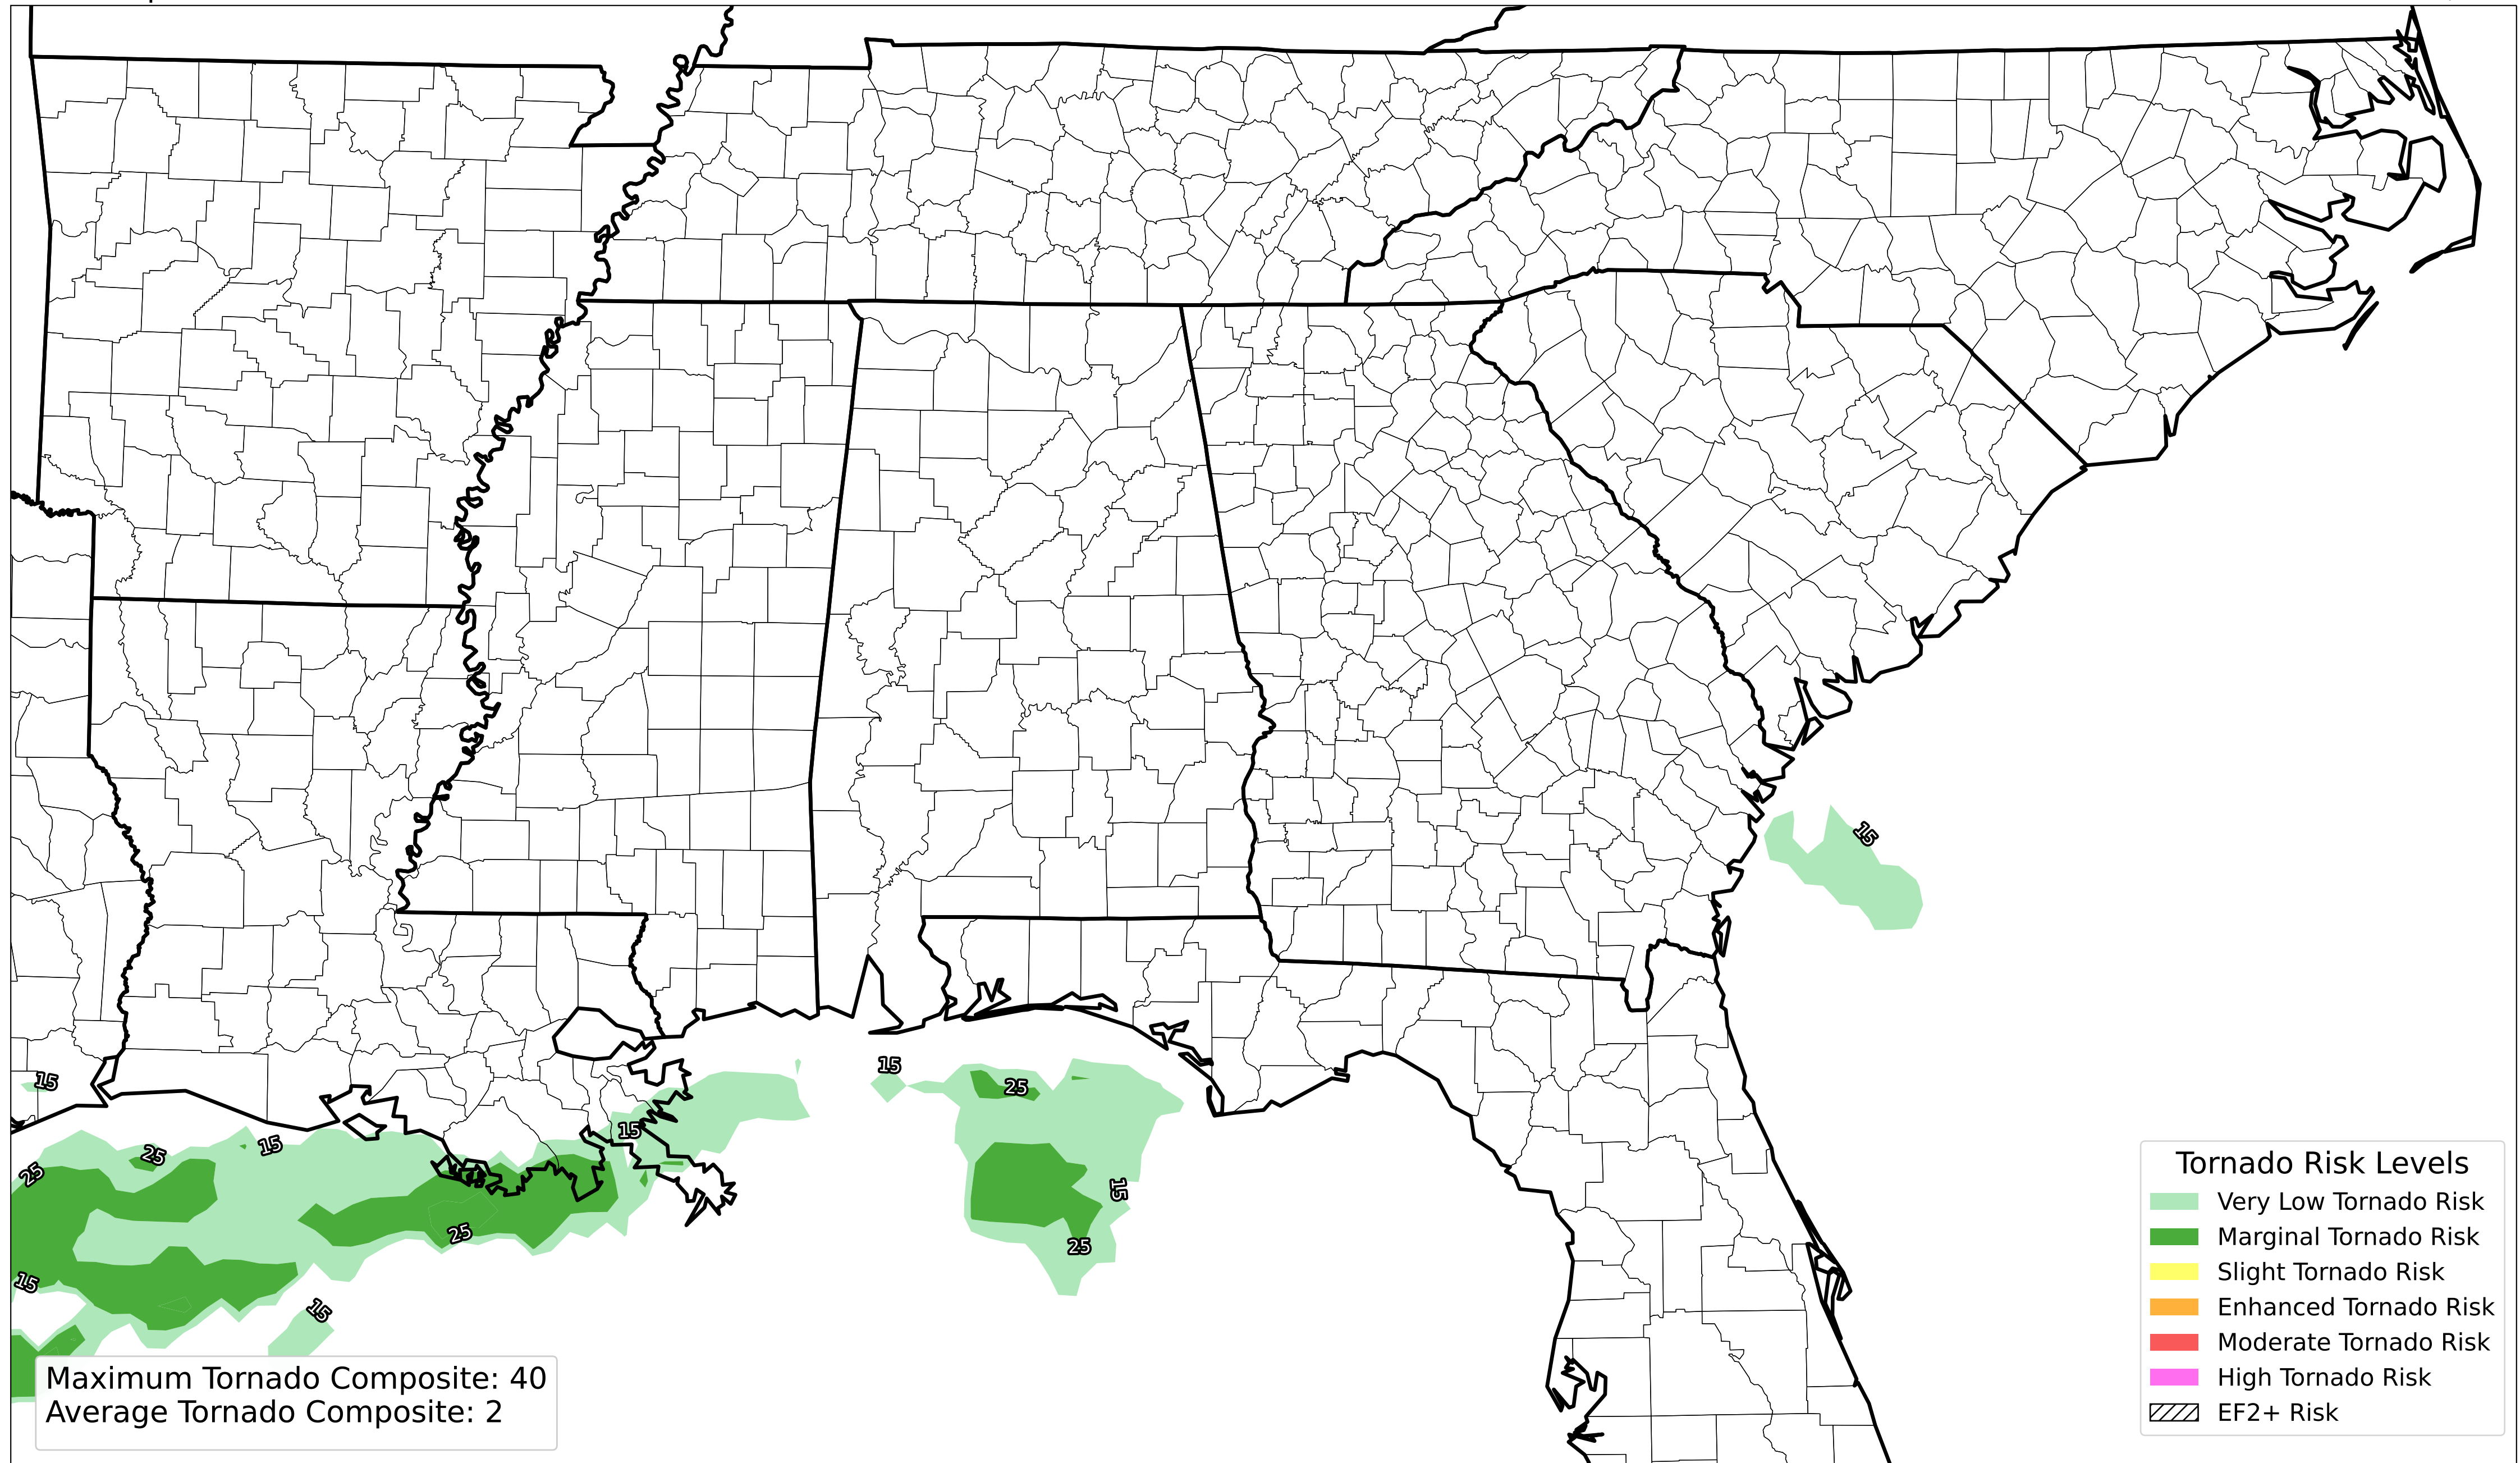 15
15
15
25
15
15
25
15
25
15
25
25
15
15
Maximum Tornado Composite: 40
Average Tornado Composite: 2
Tornado Risk Levels
Very Low Tornado Risk
Marginal Tornado Risk
Slight Tornado Risk
Enhanced Tornado Risk
Moderate Tornado Risk
High Tornado Risk
EF2+ Risk